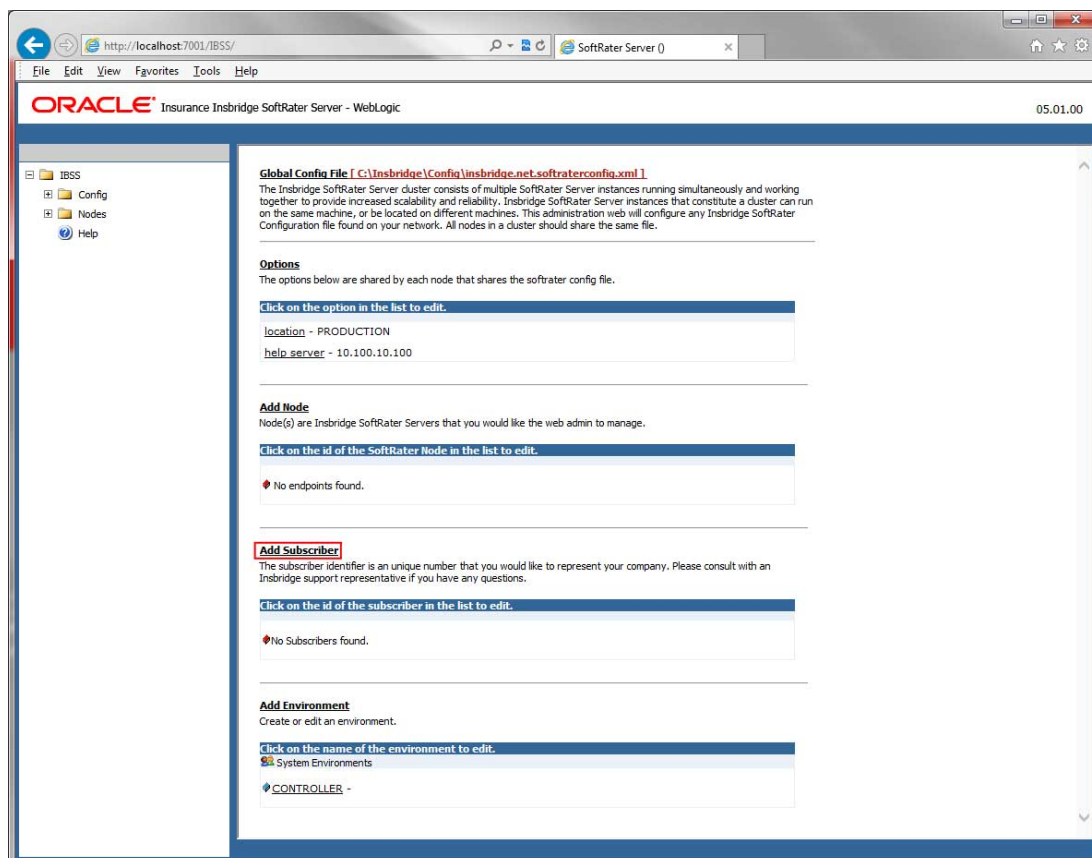 http://localhost:7001/IBSS/
SoftRater Server ()
File Edit View Favorites Tools Help
ORACLE Insurance Insbridge SoftRater Server - WebLogic
05.01.00
IBSS
Config
Nodes
Help
Global Config File [ C:\Insbridge\Config\insbridge.net.softraterconfig.xml ]
The Insbridge SoftRater Server cluster consists of multiple SoftRater Server instances running simultaneously and working
together to provide increased scalability and reliability. Insbridge SoftRater Server instances that constitute a cluster can run
on the same machine, or be located on different machines. This administration web will configure any Insbridge SoftRater
Configuration file found on your network. All nodes in a cluster should share the same file.
Options
The options below are shared by each node that shares the softrater config file.
Click on the option in the list to edit.
location - PRODUCTION
help server - 10.100.10.100
Add Node
Node(s) are Insbridge SoftRater Servers that you would like the web admin to manage.
Click on the id of the SoftRater Node in the list to edit.
No endpoints found.
Add Subscriber
The subscriber identifier is an unique number that you would like to represent your company. Please consult with an
Insbridge support representative if you have any questions.
Click on the id of the subscriber in the list to edit.
No Subscribers found.
Add Environment
Create or edit an environment.
Click on the name of the environment to edit.
System Environments
CONTROLLER -